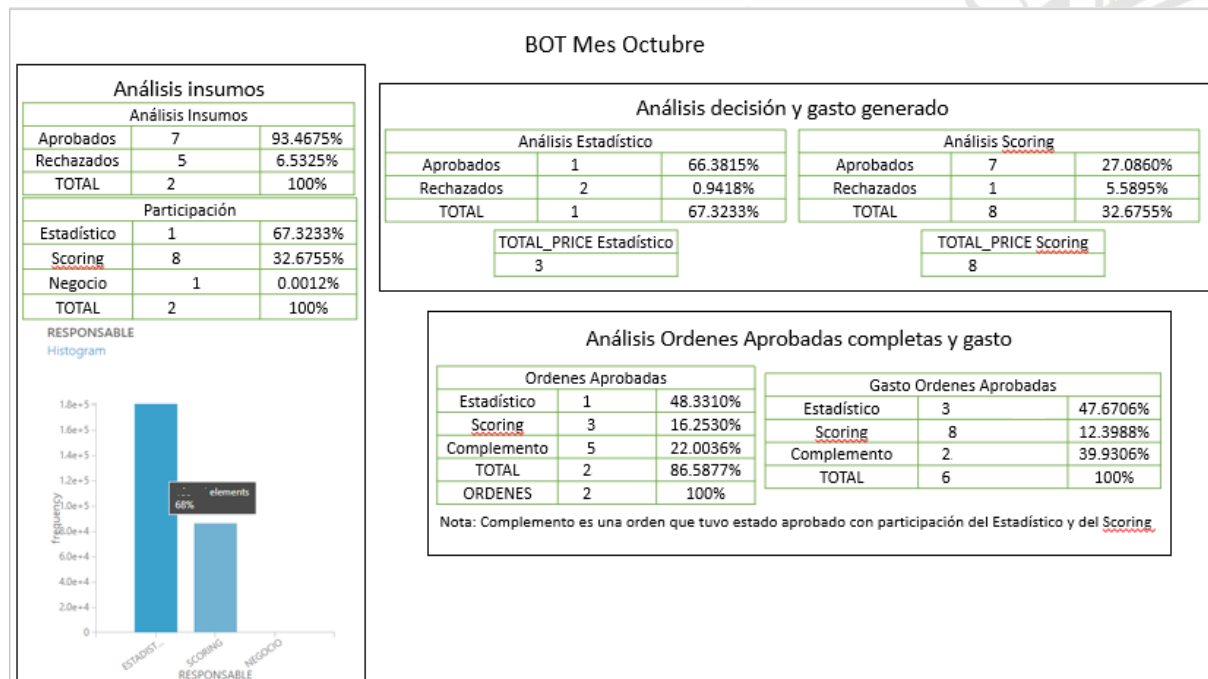 BOT Mes Octubre
Análisis insumos
Análisis Insumos
Aprobados 7 93.4675%
Rechazados 5 6.5325%
TOTAL 2 100%
Participación
Estadístico 1 67.3233%
Scoring 8 32.6755%
Negocio 1 0.0012%
TOTAL 2 100%
RESPONSABLE
Histogram
1.8e+5
1.6e+5
1.4e+5
1.2e+5
1.0e+5
8.0e+4
6.0e+4
4.0e+4
2.0e+4
0
frequency
elements
68%
ESTADIST...
SCORING
NEGOCIO
RESPONSABLE
Análisis decisión y gasto generado
Análisis Estadístico
Aprobados 1 66.3815%
Rechazados 2 0.9418%
TOTAL 1 67.3233%
TOTAL_PRICE Estadístico
3
Análisis Scoring
Aprobados 7 27.0860%
Rechazados 1 5.5895%
TOTAL 8 32.6755%
TOTAL_PRICE Scoring
8
Análisis Ordenes Aprobadas completas y gasto
Ordenes Aprobadas
Estadístico 1 48.3310%
Scoring 3 16.2530%
Complemento 5 22.0036%
TOTAL 2 86.5877%
ORDENES 2 100%
Gasto Ordenes Aprobadas
Estadístico 3 47.6706%
Scoring 8 12.3988%
Complemento 2 39.9306%
TOTAL 6 100%
Nota: Complemento es una orden que tuvo estado aprobado con participación del Estadístico y del Scoring